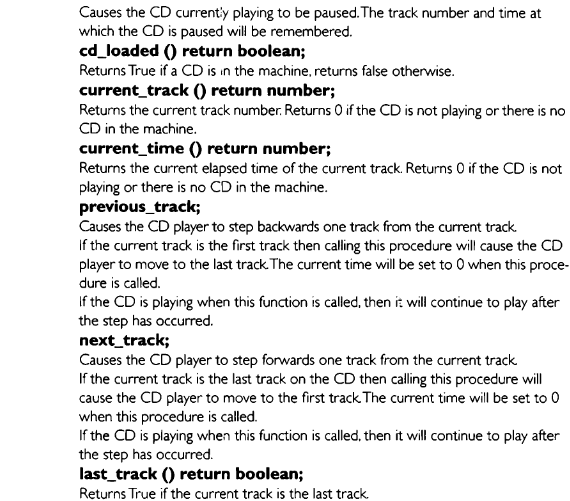 Causes the CD currently playing to be paused. The track number and time at
which the CD is paused will be remembered.
cd_loaded () return boolean;
Returns True if a CD is in the machine, returns false otherwise.
current_track () return number;
Returns the current track number. Returns 0 if the CD is not playing or there is no
CD in the machine.
current_time () return number;
Returns the current elapsed time of the current track. Returns 0 if the CD is not
playing or there is no CD in the machine.
previous_track;
Causes the CD player to step backwards one track from the current track.
If the current track is the first track then calling this procedure will cause the CD
player to move to the last track. The current time will be set to 0 when this proce-
dure is called.
If the CD is playing when this function is called, then it will continue to play after
the step has occurred.
next_track;
Causes the CD player to step forwards one track from the current track.
If the current track is the last track on the CD then calling this procedure will
cause the CD player to move to the first track. The current time will be set to 0
when this procedure is called.
If the CD is playing when this function is called, then it will continue to play after
the step has occurred.
last_track () return boolean;
Returns True if the current track is the last track.